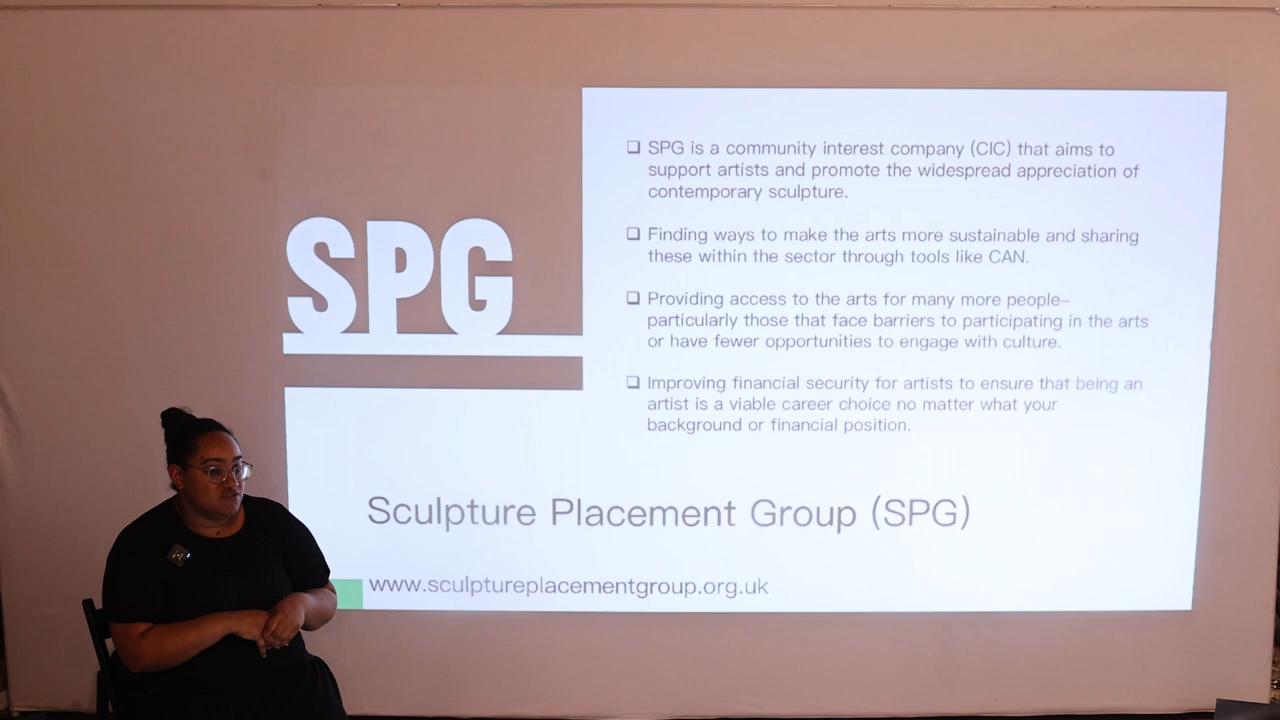 SPG
❏ SPG is a community interest company (CIC) that aims to
support artists and promote the widespread appreciation of
contemporary sculpture.
❏ Finding ways to make the arts more sustainable and sharing
these within the sector through tools like CAN.
❏ Providing access to the arts for many more people–
particularly those that face barriers to participating in the arts
or have fewer opportunities to engage with culture.
❏ Improving financial security for artists to ensure that being an
artist is a viable career choice no matter what your
background or financial position.
Sculpture Placement Group (SPG)
www.sculptureplacementgroup.org.uk